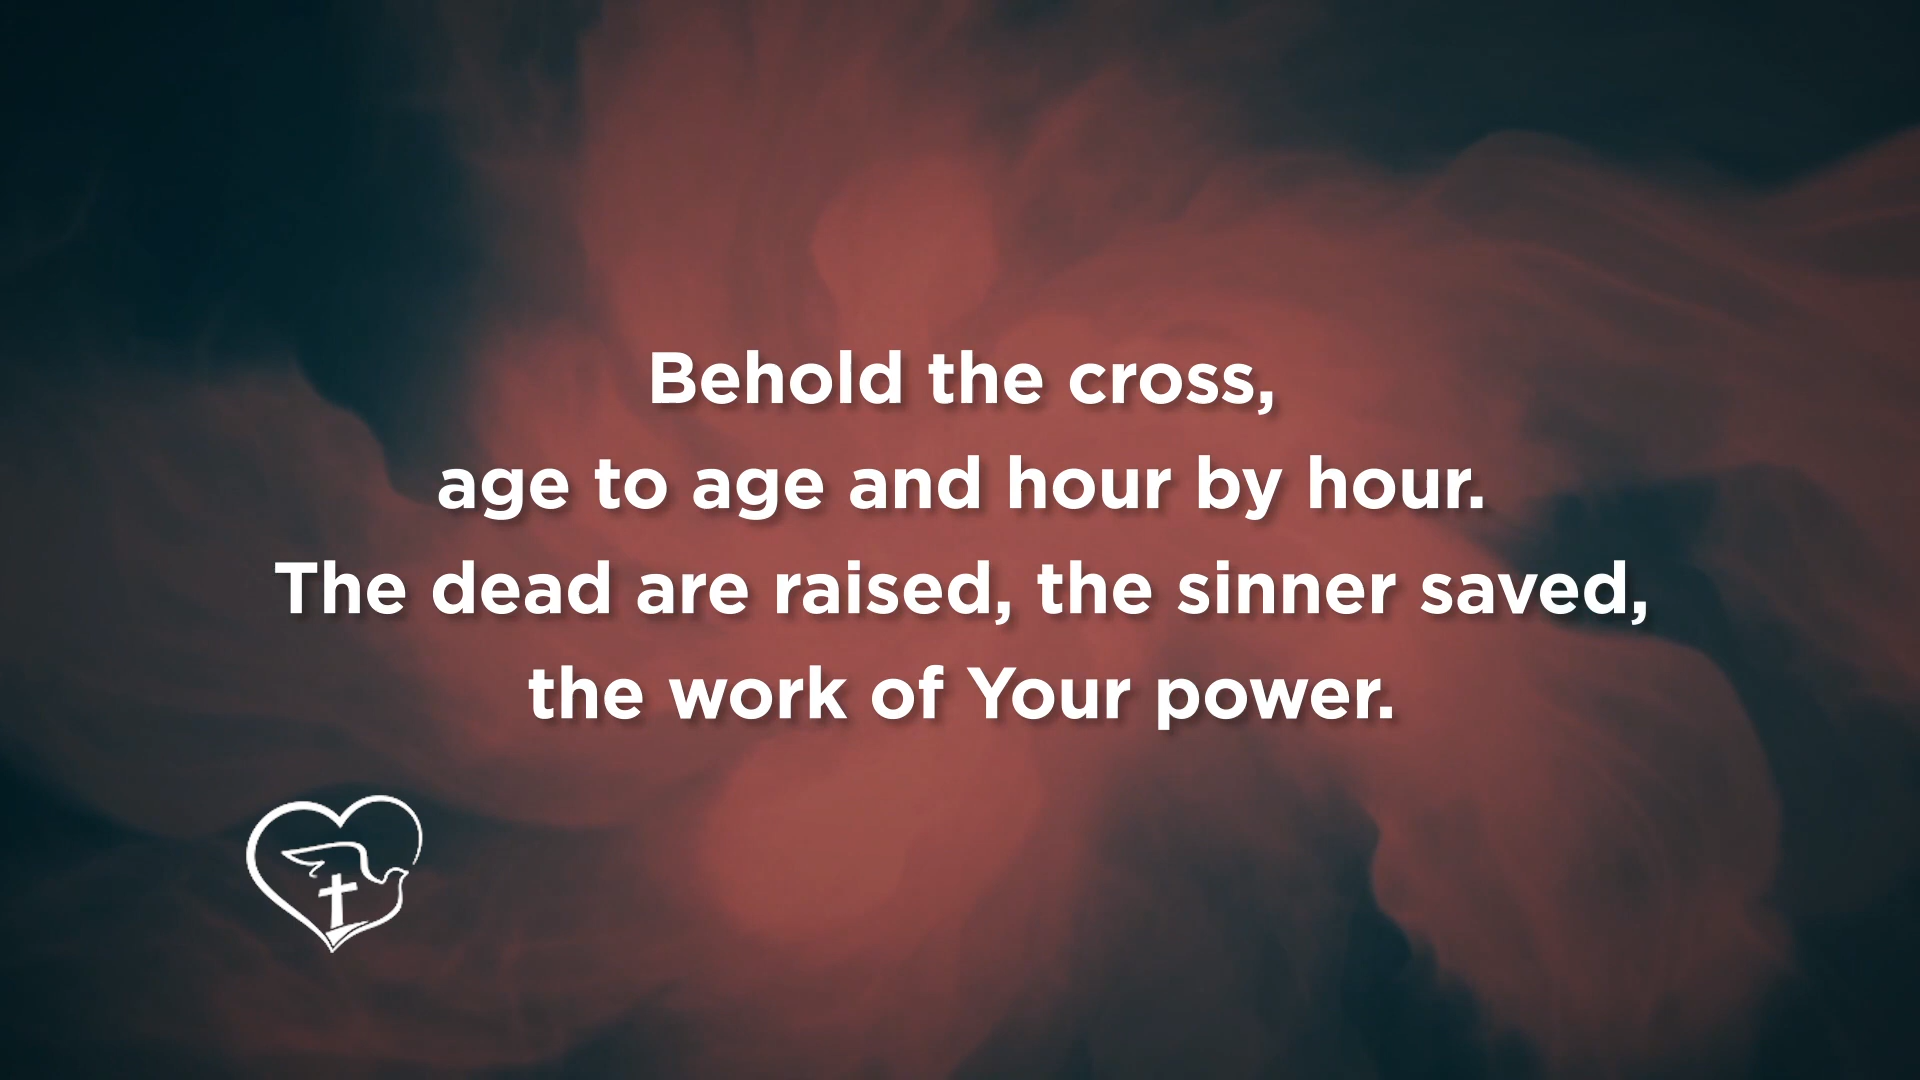 Behold the cross,
age to age and hour by hour.
The dead are raised, the sinner saved,
the work of Your power.